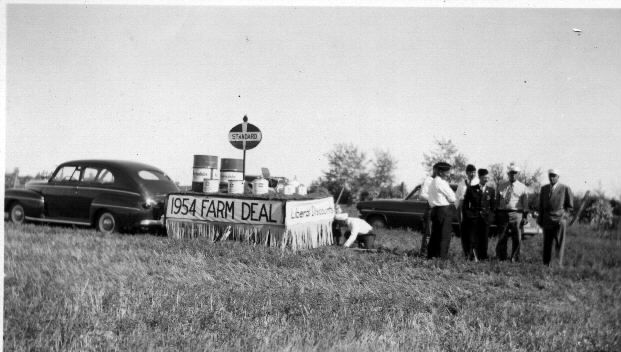 STANDARD
1954 FARM DEAL
Liberal Discounts